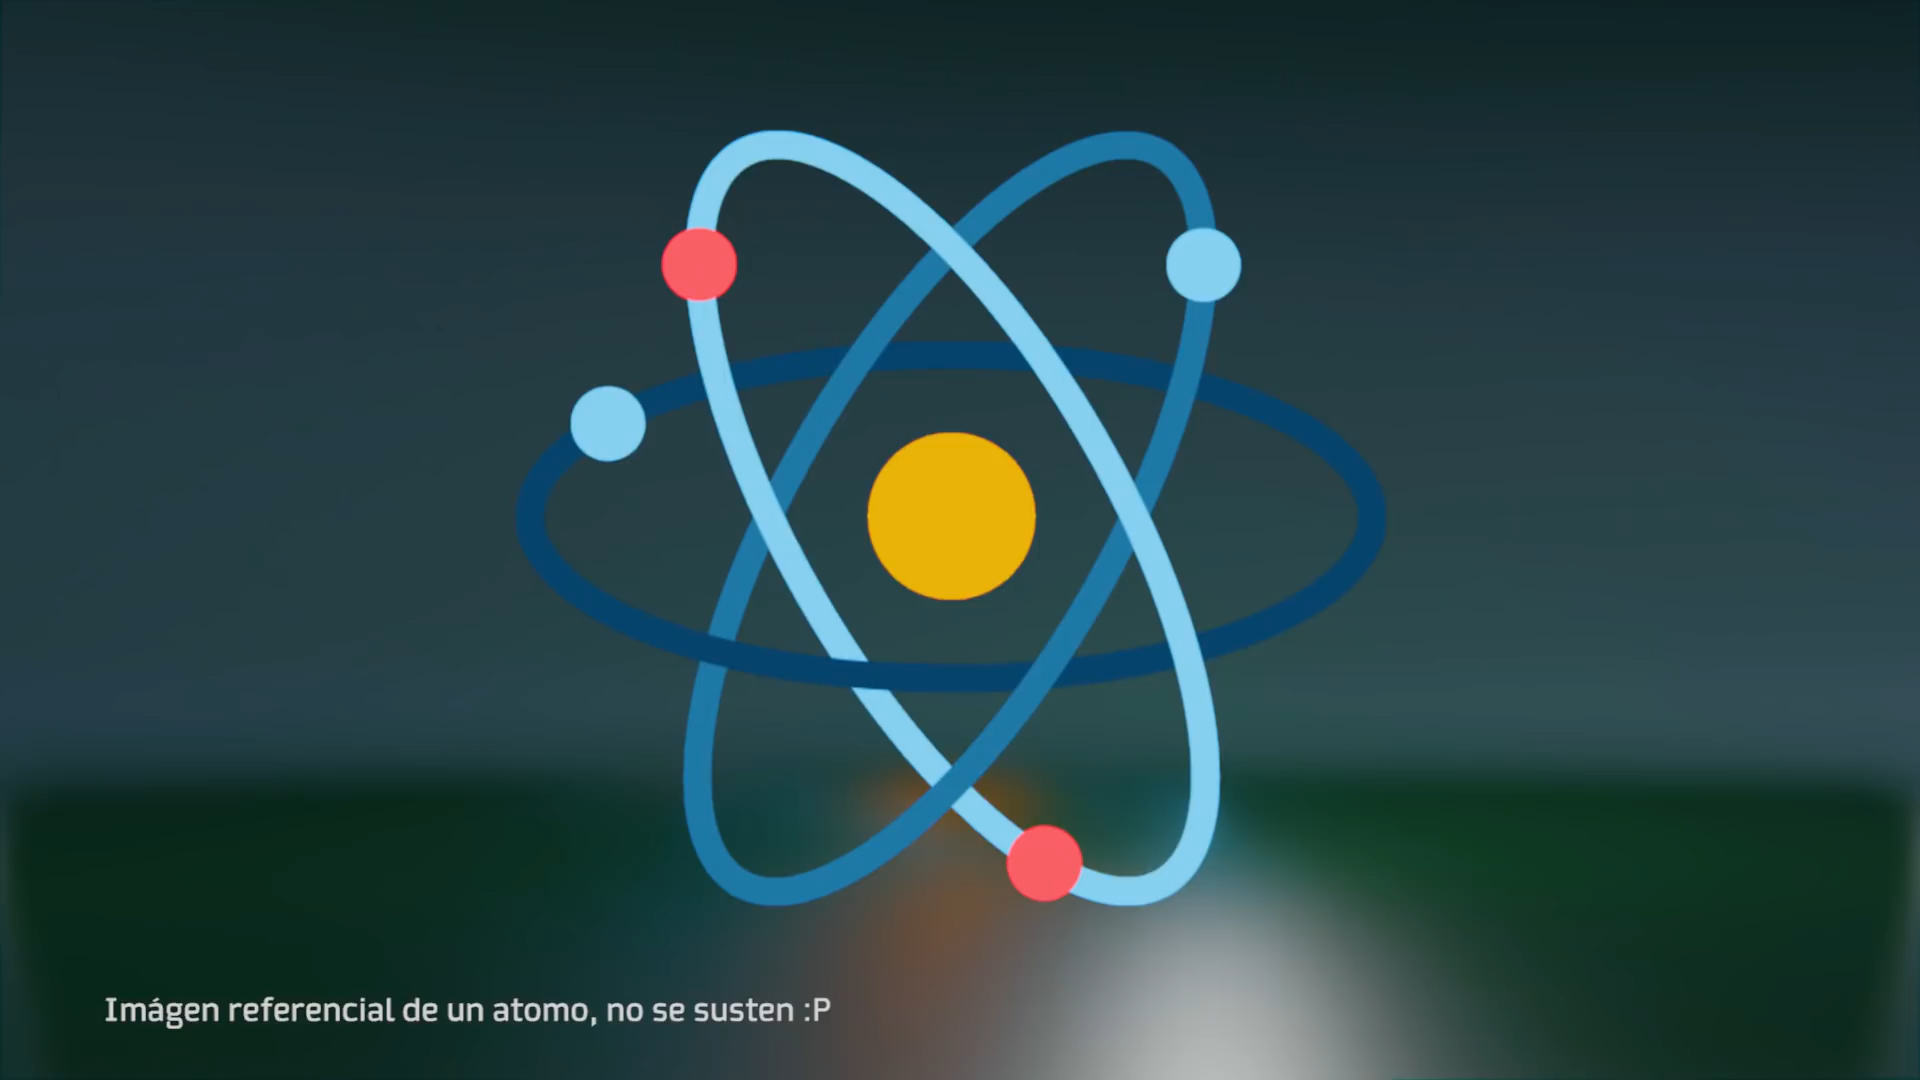 Imágen referencial de un atomo, no se susten :P